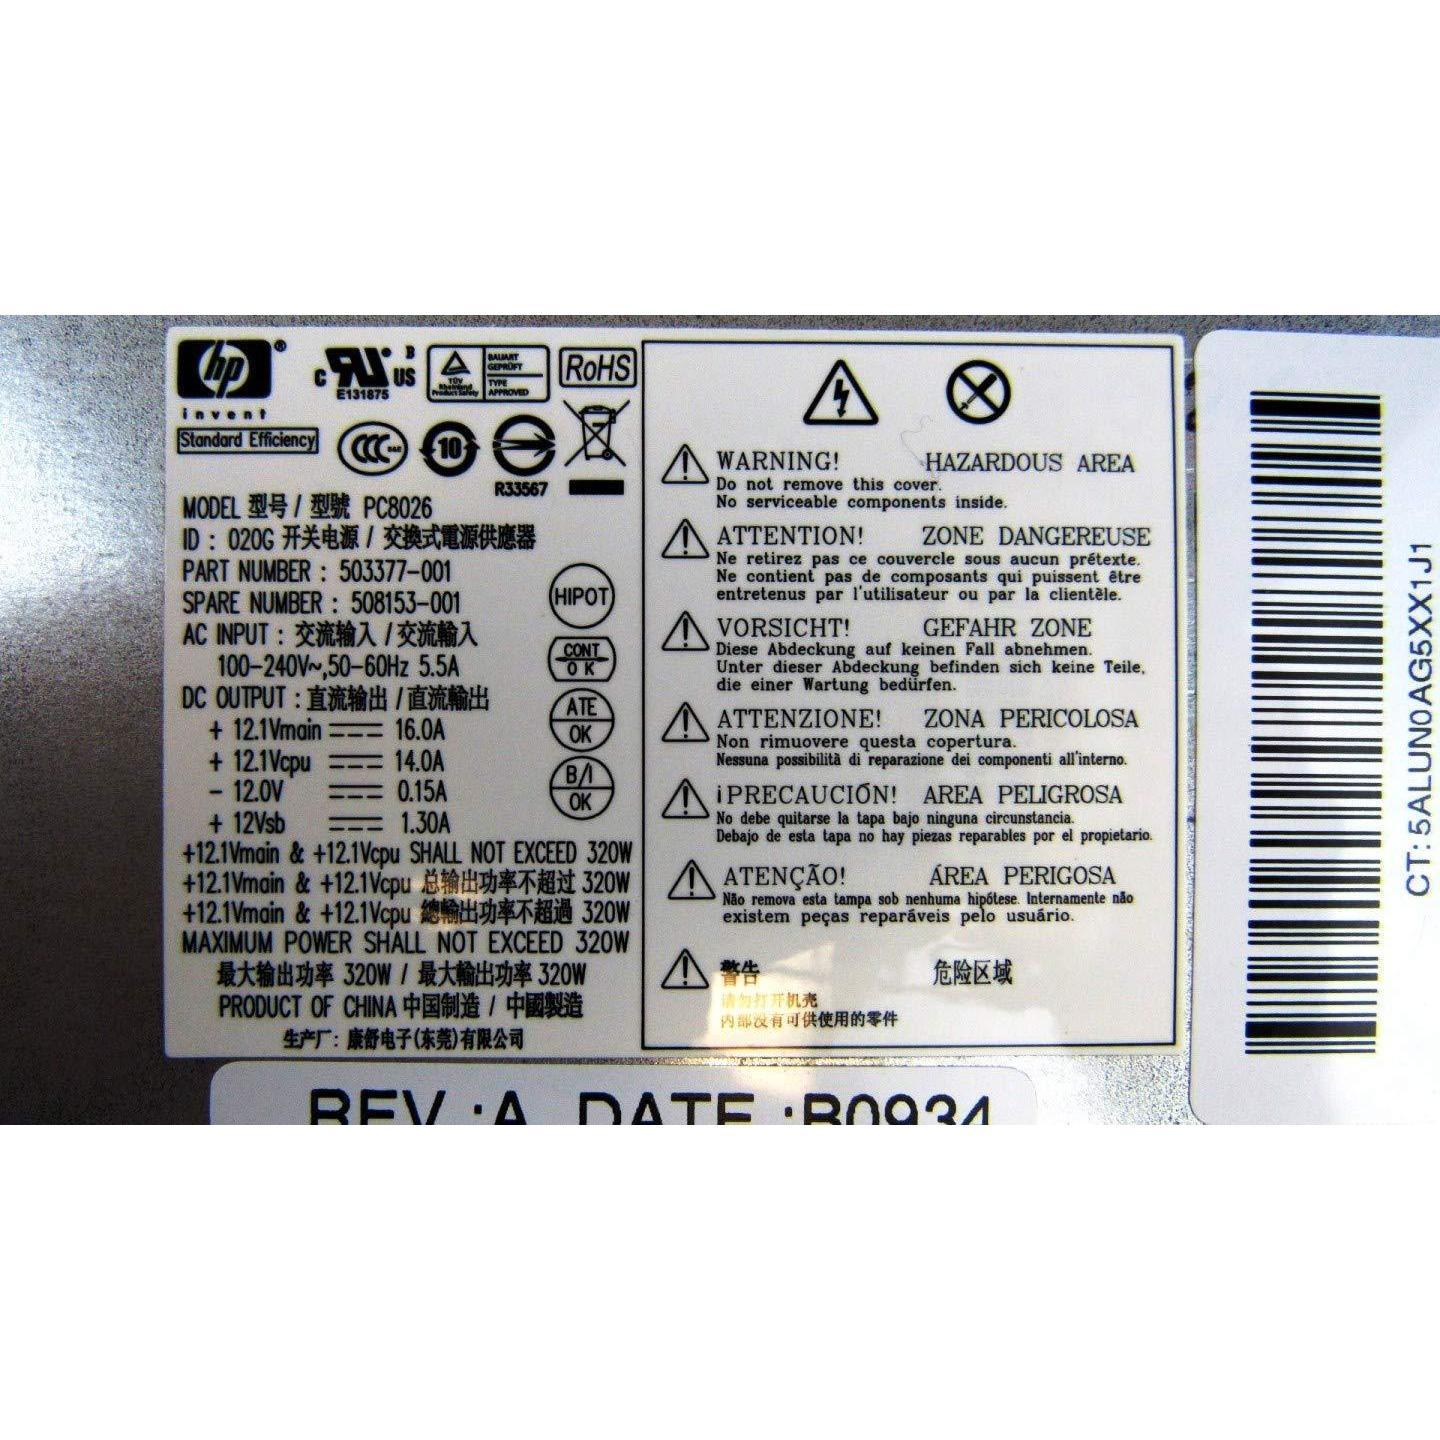 hp ®
invent
Standard Efficiency
c UL US B
E131875
TÜV
Rheinland
Product Safety
BAUART
GEPRÜFT
TYPE
APPROVED
RoHS
CCC S&E
10
R33567
MODEL 型号 / 型號 PC8026
ID : 020G 开关电源 / 交換式電源供應器
PART NUMBER : 503377-001
SPARE NUMBER : 508153-001
AC INPUT : 交流输入 / 交流輸入
100-240V~,50-60Hz 5.5A
DC OUTPUT : 直流输出 / 直流輸出
+ 12.1Vmain 16.0A
+ 12.1Vcpu 14.0A
- 12.0V 0.15A
+ 12Vsb 1.30A
+12.1Vmain & +12.1Vcpu SHALL NOT EXCEED 320W
+12.1Vmain & +12.1Vcpu 总输出功率不超过 320W
+12.1Vmain & +12.1Vcpu 總輸出功率不超過 320W
MAXIMUM POWER SHALL NOT EXCEED 320W
最大输出功率 320W / 最大輸出功率 320W
PRODUCT OF CHINA 中国制造 / 中國製造
生产厂: 康舒电子(东莞)有限公司
HIPOT
CONT
OK
ATE
OK
B/I
OK
WARNING! HAZARDOUS AREA
Do not remove this cover.
No serviceable components inside.
ATTENTION! ZONE DANGEREUSE
Ne retirez pas ce couvercle sous aucun prétexte.
Ne contient pas de composants qui puissent être
entretenus par l'utilisateur ou par la clientèle.
VORSICHT! GEFAHR ZONE
Diese Abdeckung auf keinen Fall abnehmen.
Unter dieser Abdeckung befinden sich keine Teile,
die einer Wartung bedürfen.
ATTENZIONE! ZONA PERICOLOSA
Non rimuovere questa copertura.
Nessuna possibilità di reparazione dei componenti all'interno.
¡PRECAUCIÓN! AREA PELIGROSA
No debe quitarse la tapa bajo ninguna circunstancia.
Debajo de esta tapa no hay piezas reparables por el propietario.
ATENÇÃO! ÁREA PERIGOSA
Não remova esta tampa sob nenhuma hipótese. Internamente não
existem peças reparáveis pelo usuário.
警告 危险区域
请勿打开机壳
内部没有可供使用的零件
REV.:A DATE:B0934
CT: 5ALUN0AG5XX1J1